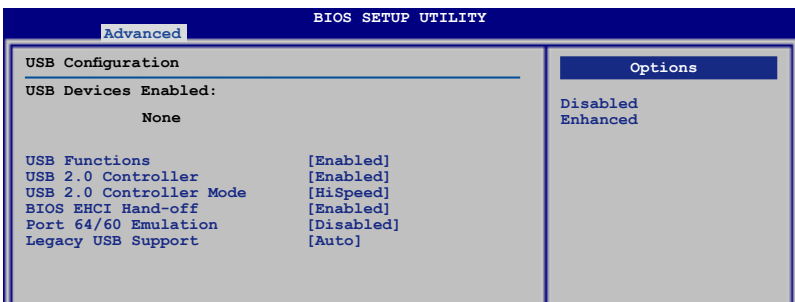 BIOS SETUP UTILITY
Advanced
USB Configuration
USB Devices Enabled:
None
USB Functions [Enabled]
USB 2.0 Controller [Enabled]
USB 2.0 Controller Mode [HiSpeed]
BIOS EHCI Hand-off [Enabled]
Port 64/60 Emulation [Disabled]
Legacy USB Support [Auto]
Options
Disabled
Enhanced